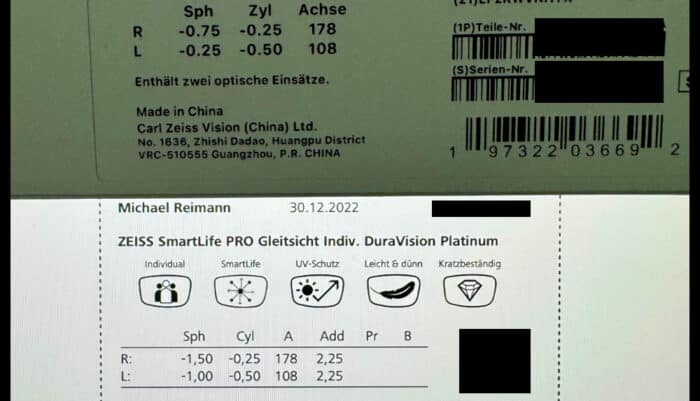 Sph Zyl Achse
R -0.75 -0.25 178
L -0.25 -0.50 108
Enthält zwei optische Einsätze.
Made in China
Carl Zeiss Vision (China) Ltd.
No. 1636, Zhishi Dadao, Huangpu District
VRC-510555 Guangzhou, P.R. CHINA
(1P)Teile-Nr.
(S)Serien-Nr.
1 97322 03669 2
Michael Reimann 30.12.2022
ZEISS SmartLife PRO Gleitsicht Indiv. DuraVision Platinum
Individual SmartLife UV-Schutz Leicht & dünn Kratzbeständig
Sph Cyl A Add Pr B
R: -1,50 -0,25 178 2,25
L: -1,00 -0,50 108 2,25